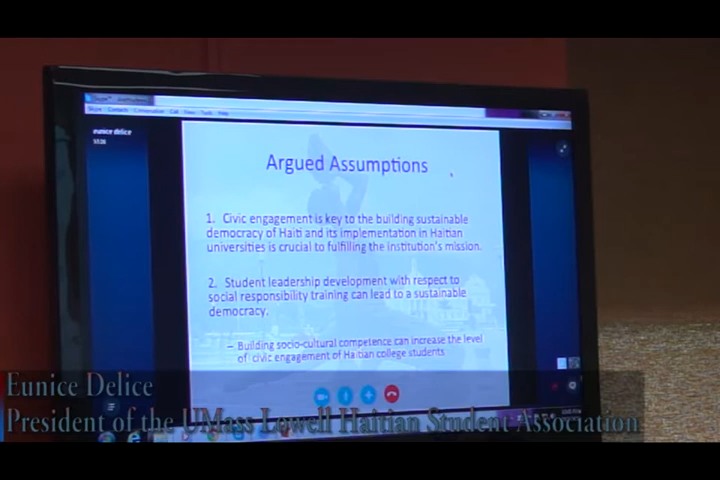 eunice delice
Argued Assumptions
1. Civic engagement is key to the building sustainable
democracy of Haiti and its implementation in Haitian
universities is crucial to fulfilling the institution's mission.
2. Student leadership development with respect to
social responsibility training can lead to a sustainable
democracy.
– Building socio-cultural competence can increase the level
of civic engagement of Haitian college students
Eunice Delice
President of the UMass Lowell Haitian Student Association